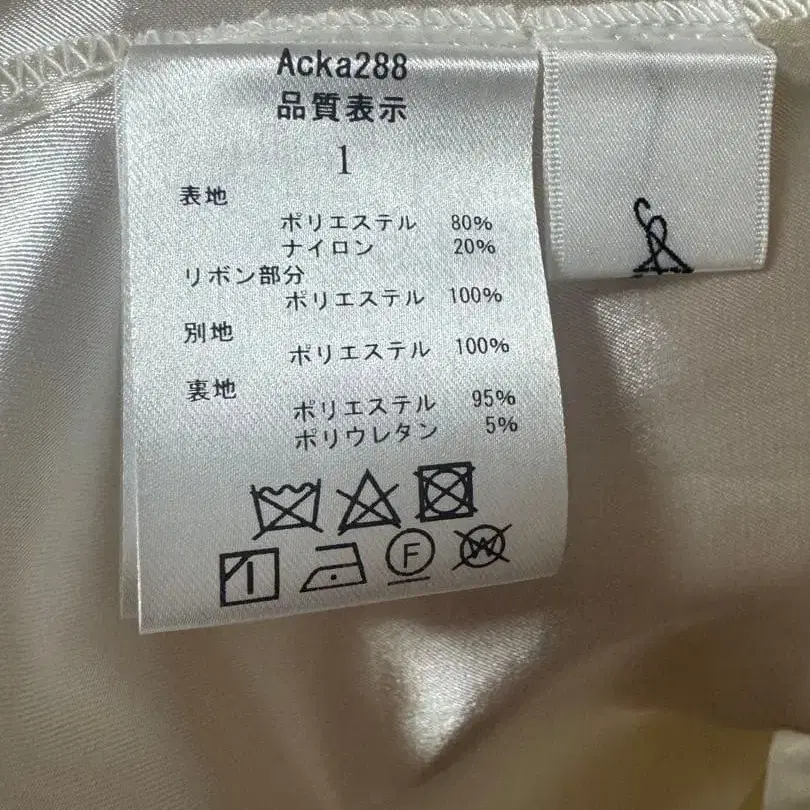 Acka288
品質表示
1
表地
ポリエステル 80%
ナイロン 20%
リボン部分
ポリエステル 100%
別地
ポリエステル 100%
裏地
ポリエステル 95%
ポリウレタン 5%
F W